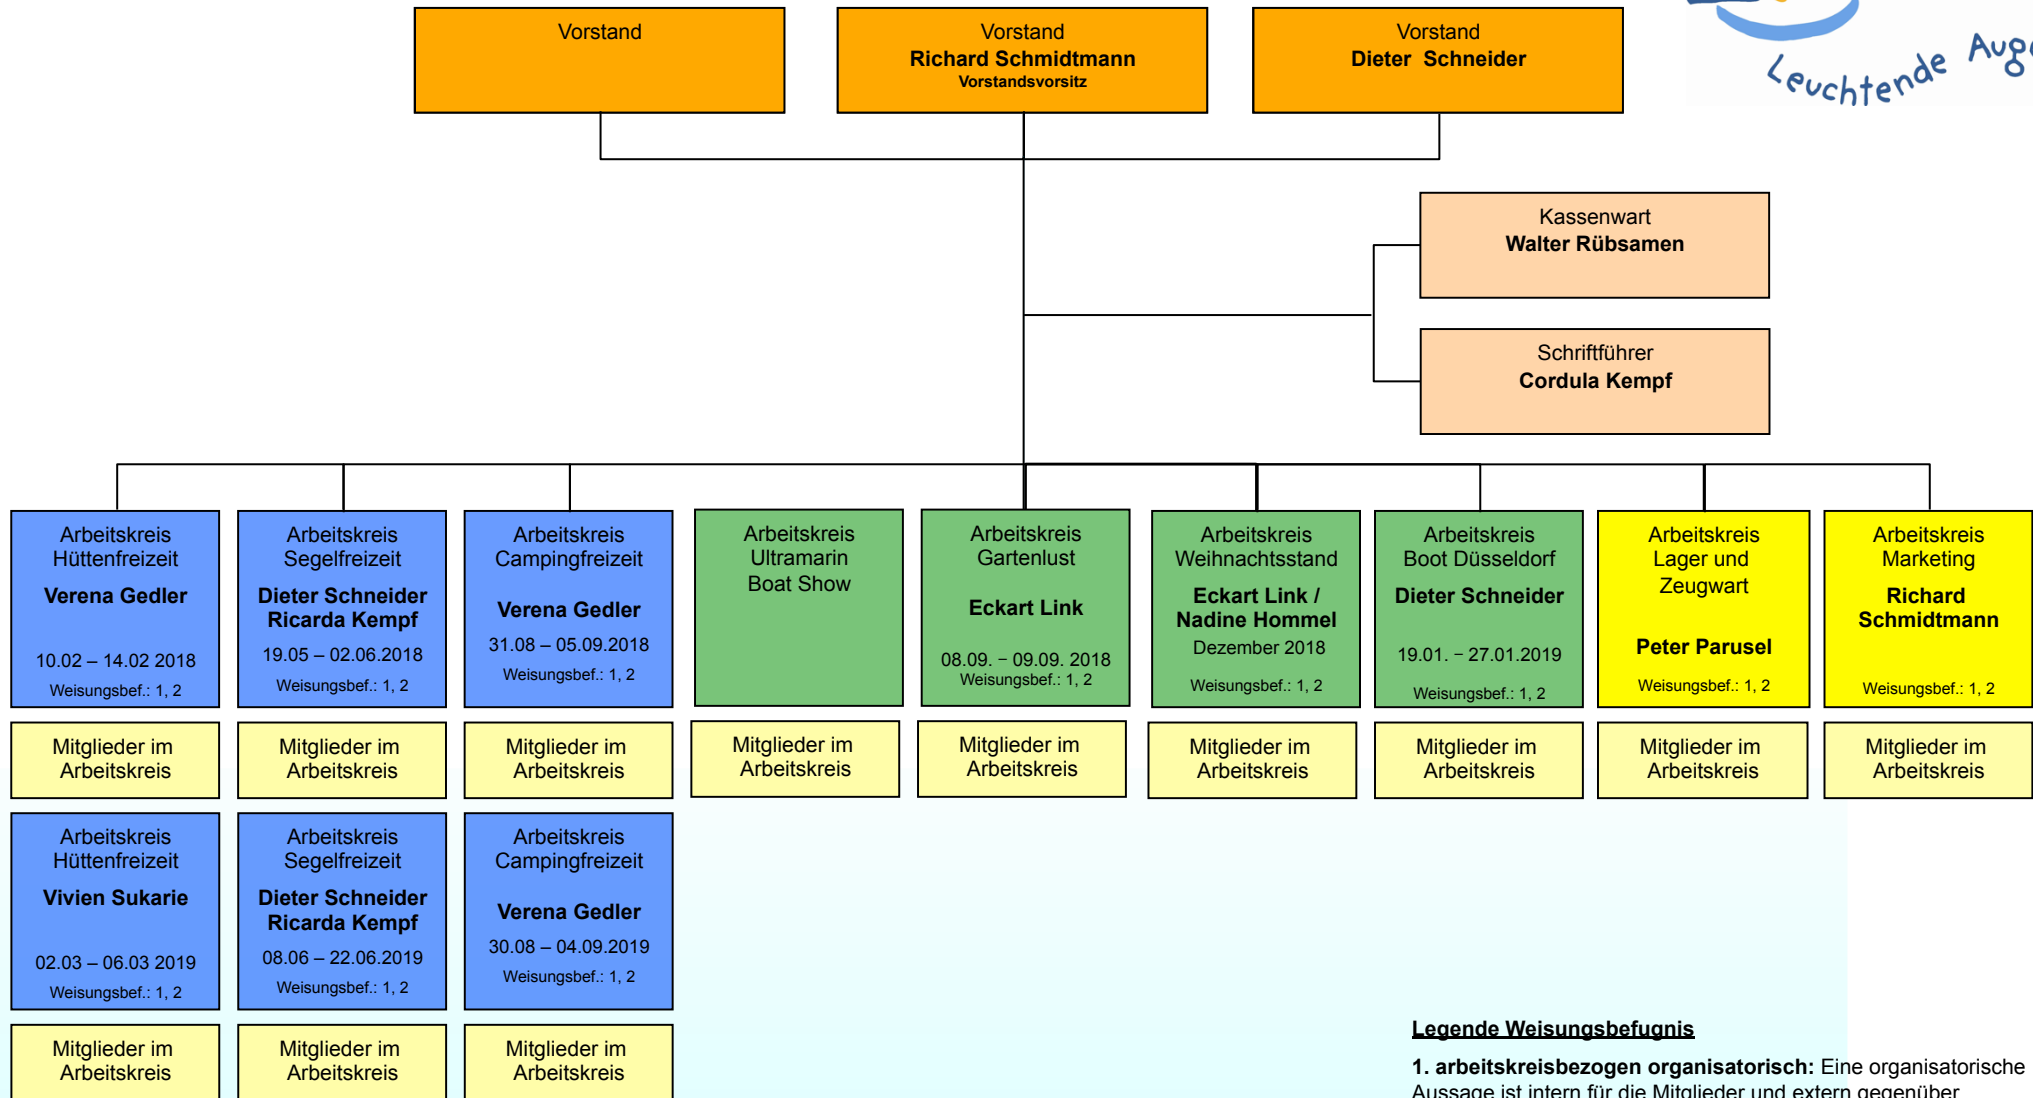 Vorstand
Vorstand
Richard Schmidtmann
Vorstandsvorsitz
Vorstand
Dieter Schneider
Leuchtende
Kassenwart
Walter Rübsamen
Schriftführer
Cordula Kempf
Arbeitskreis
Hüttenfreizeit
Verena Gedler
10.02 – 14.02 2018
Weisungsbef.: 1, 2
Arbeitskreis
Segelfreizeit
Dieter Schneider
Ricarda Kempf
19.05 – 02.06.2018
Weisungsbef.: 1, 2
Arbeitskreis
Campingfreizeit
Verena Gedler
31.08 – 05.09.2018
Weisungsbef.: 1, 2
Arbeitskreis
Ultramarin
Boat Show
Arbeitskreis
Gartenlust
Eckart Link
08.09. – 09.09. 2018
Weisungsbef.: 1, 2
Arbeitskreis
Weihnachtsstand
Eckart Link /
Nadine Hommel
Dezember 2018
Weisungsbef.: 1, 2
Arbeitskreis
Boot Düsseldorf
Dieter Schneider
19.01. – 27.01.2019
Weisungsbef.: 1, 2
Arbeitskreis
Lager und
Zeugwart
Peter Parusel
Weisungsbef.: 1, 2
Arbeitskreis
Marketing
Richard
Schmidtmann
Weisungsbef.: 1, 2
Mitglieder im
Arbeitskreis
Mitglieder im
Arbeitskreis
Mitglieder im
Arbeitskreis
Mitglieder im
Arbeitskreis
Mitglieder im
Arbeitskreis
Mitglieder im
Arbeitskreis
Mitglieder im
Arbeitskreis
Mitglieder im
Arbeitskreis
Mitglieder im
Arbeitskreis
Arbeitskreis
Hüttenfreizeit
Vivien Sukarie
02.03 – 06.03 2019
Weisungsbef.: 1, 2
Arbeitskreis
Segelfreizeit
Dieter Schneider
Ricarda Kempf
08.06 – 22.06.2019
Weisungsbef.: 1, 2
Arbeitskreis
Campingfreizeit
Verena Gedler
30.08 – 04.09.2019
Weisungsbef.: 1, 2
Mitglieder im
Arbeitskreis
Mitglieder im
Arbeitskreis
Mitglieder im
Arbeitskreis
Legende Weisungsbefugnis
1. arbeitskreisbezogen organisatorisch: Eine organisatorische
Aussage ist intern für die Mitglieder und extern gegenüber